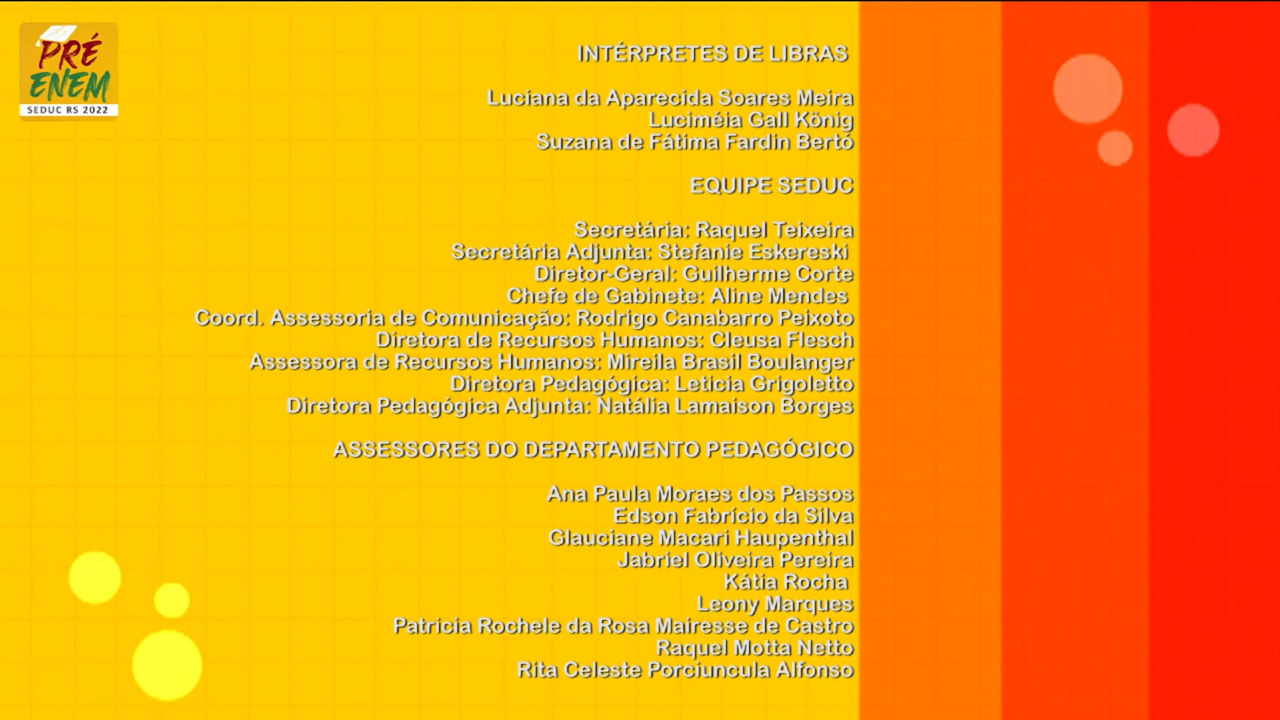 PRÉ
ENEM
SEDUC RS 2022
INTÉRPRETES DE LIBRAS
Luciana da Aparecida Soares Meira
Luciméia Gall König
Suzana de Fátima Fardin Bertó
EQUIPE SEDUC
Secretária: Raquel Teixeira
Secretária Adjunta: Stefanie Eskereski
Diretor-Geral: Guilherme Corte
Chefe de Gabinete: Aline Mendes
Coord. Assessoria de Comunicação: Rodrigo Canabarro Peixoto
Diretora de Recursos Humanos: Cleusa Flesch
Assessora de Recursos Humanos: Mireila Brasil Boulanger
Diretora Pedagógica: Leticia Grigoletto
Diretora Pedagógica Adjunta: Natália Lamaison Borges
ASSESSORES DO DEPARTAMENTO PEDAGÓGICO
Ana Paula Moraes dos Passos
Edson Fabrício da Silva
Glauciane Macari Haupenthal
Jabriel Oliveira Pereira
Kátia Rocha
Leony Marques
Patricia Rochele da Rosa Mairesse de Castro
Raquel Motta Netto
Rita Celeste Porciuncula Alfonso